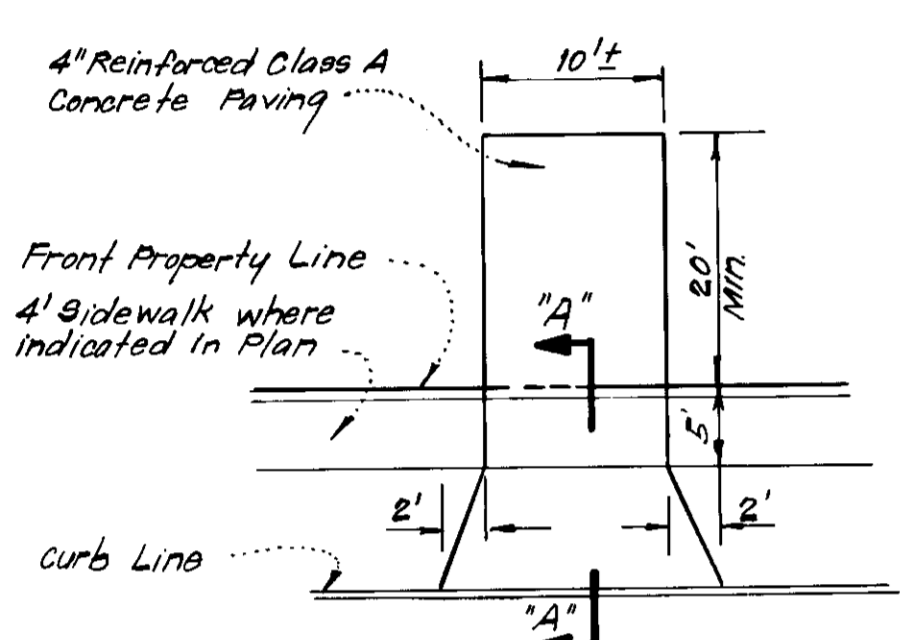 4" Reinforced Class A
Concrete Paving
10'±
Front Property Line
4' Sidewalk where
indicated in Plan
"A"
20'
MIN.
5'
2'
2'
Curb Line
"A"